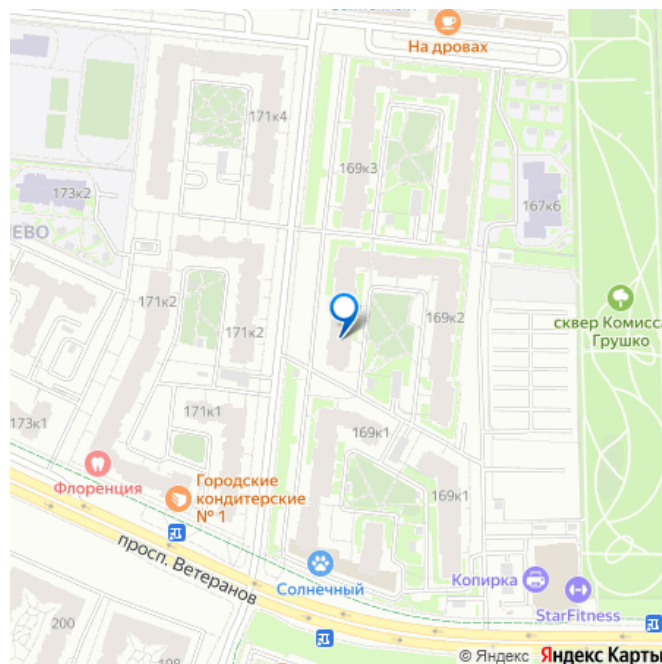 На дровах
171к4
169к3
173к2
167к6
ЕВО
171к2
171к2
169к2
сквер Комисса
Грушко
171к1
173к1
169к1
169к1
Флоренция
Городские
кондитерские
№ 1
просп. Ветеранов
Солнечный
Копирка
StarFitness
200
© Яндекс Яндекс Карты